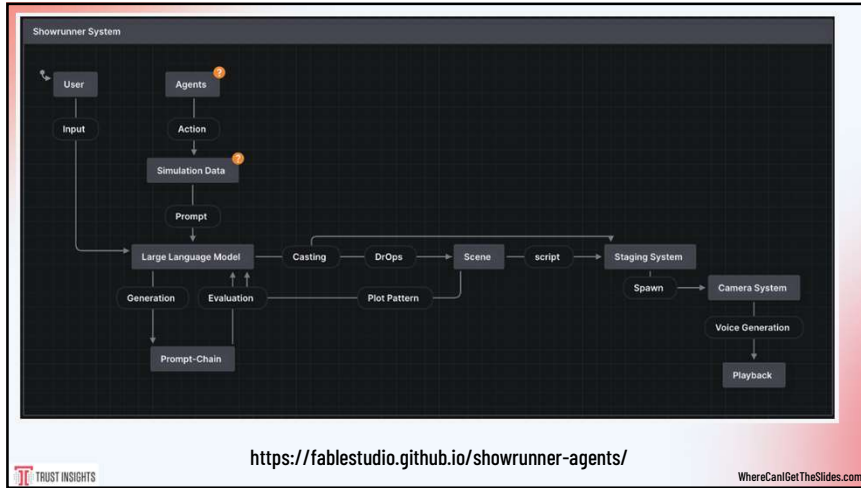 Showrunner System
User
Agents
?
Input
Action
Simulation Data
?
Prompt
Large Language Model
Casting
DrOps
Scene
script
Staging System
Generation
Evaluation
Plot Pattern
Spawn
Camera System
Voice Generation
Prompt-Chain
Playback
https://fablestudio.github.io/showrunner-agents/
TRUST INSIGHTS
WhereCanIGetTheSlides.com